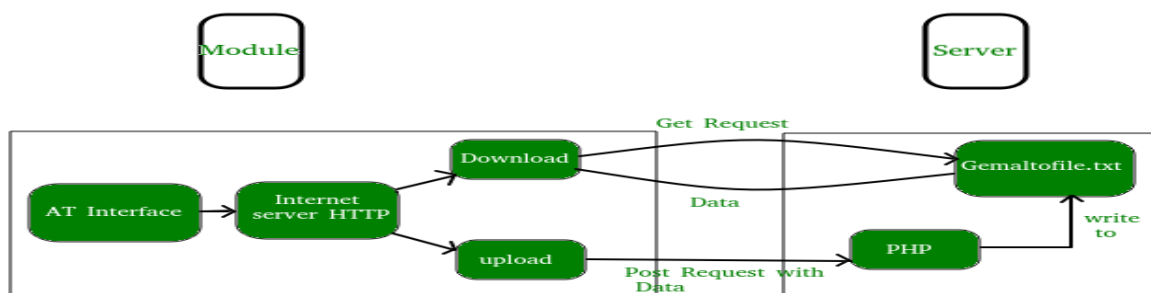 Module
Server
Get Request
Download
Gemaltofile.txt
AT Interface
Internet
server HTTP
Data
write
to
upload
PHP
Post Request with
Data